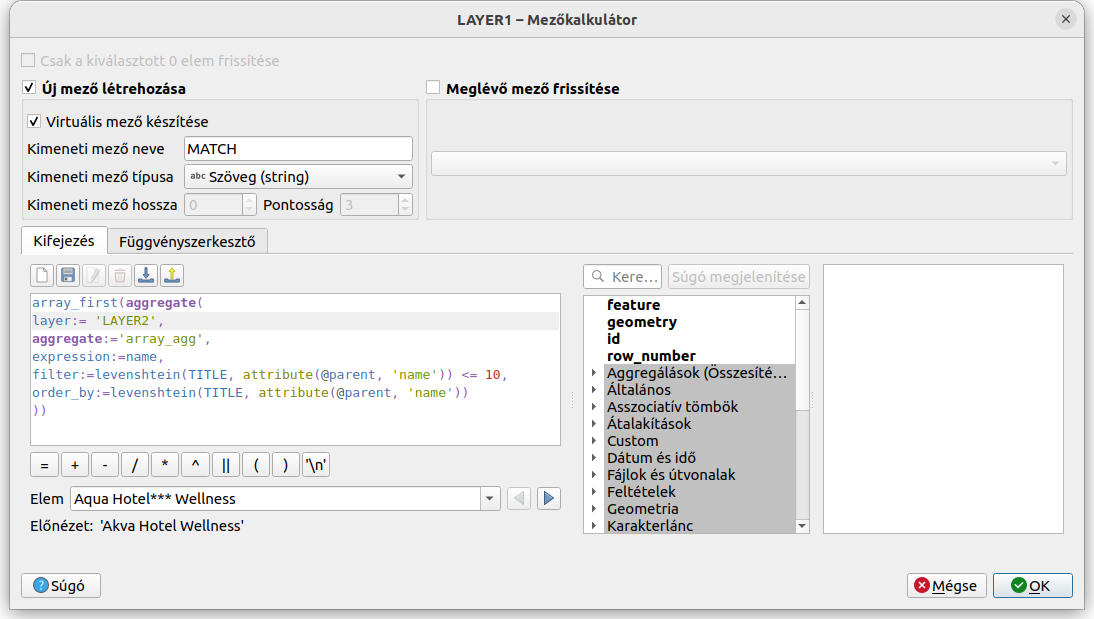 LAYER1 – Mezőkalkulátor
Csak a kiválasztott 0 elem frissítése
Új mező létrehozása
Meglévő mező frissítése
Virtuális mező készítése
Kimeneti mező neve MATCH
Kimeneti mező típusa abc Szöveg (string)
Kimeneti mező hossza 0 Pontosság 3
Kifejezés Függvényszerkesztő
Kere… Súgó megjelenítése
array_first(aggregate(
layer:= 'LAYER2',
aggregate:='array_agg',
expression:=name,
filter:=levenshtein(TITLE, attribute(@parent, 'name')) <= 10,
order_by:=levenshtein(TITLE, attribute(@parent, 'name'))
))
= + - / * ^ || ( ) '\n'
Elem Aqua Hotel*** Wellness
Előnézet: 'Akva Hotel Wellness'
feature
geometry
id
row_number
Aggregálások (Összesíté…
Általános
Asszociatív tömbök
Átalakítások
Custom
Dátum és idő
Fájlok és útvonalak
Feltételek
Geometria
Karakterlánc
? Súgó
Mégse
OK